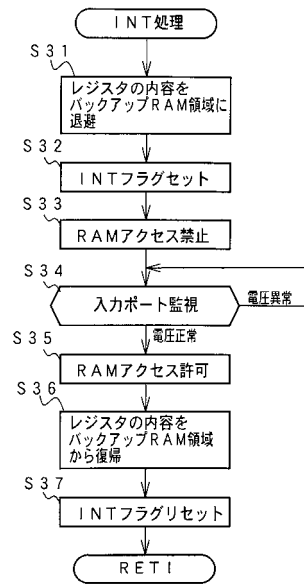 INT処理
S31
レジスタの内容を
バックアップRAM領域に
退避
S32
INTフラグセット
S33
RAMアクセス禁止
S34
入力ポート監視
電圧異常
電圧正常
S35
RAMアクセス許可
S36
レジスタの内容を
バックアップRAM領域
から復帰
S37
INTフラグリセット
RETI